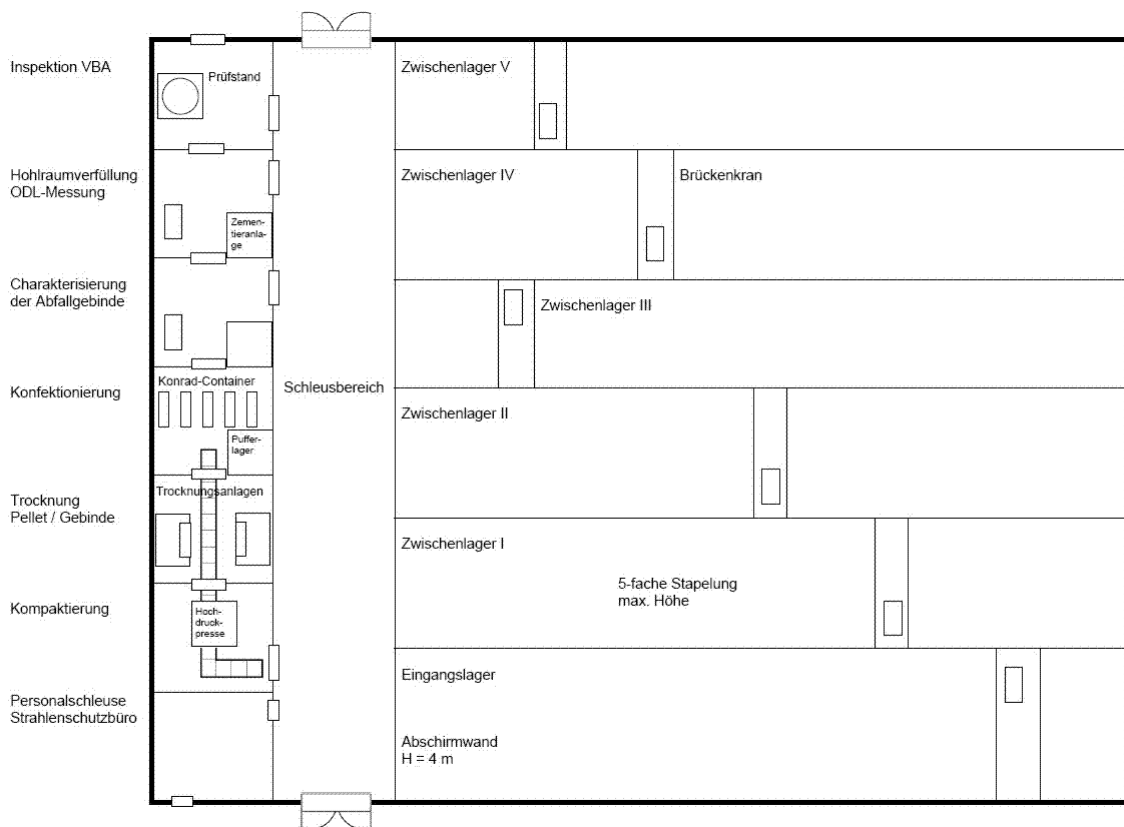 Inspektion VBA
Prüfstand
Zwischenlager V
Hohlraumverfüllung
ODL-Messung
Zemen-
tieranla-
ge
Zwischenlager IV
Brückenkran
Charakterisierung
der Abfallgebinde
Zwischenlager III
Konfektionierung
Konrad-Container
Puffer-
lager
Schleusbereich
Zwischenlager II
Trocknung
Pellet / Gebinde
Trocknungsanlagen
Zwischenlager I
5-fache Stapelung
max. Höhe
Kompaktierung
Hoch-
druck-
presse
Eingangslager
Personalschleuse
Strahlenschutzbüro
Abschirmwand
H = 4 m